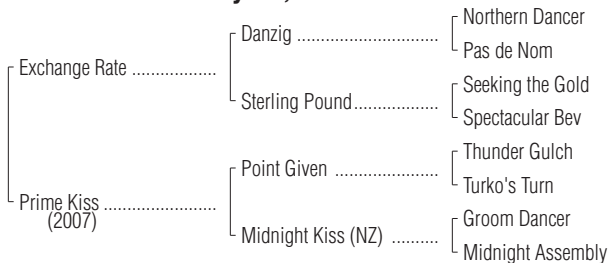 Northern Dancer
Danzig ................................
Pas de Nom
Exchange Rate ..................
Seeking the Gold
Sterling Pound...................
Spectacular Bev
Thunder Gulch
Point Given .......................
Turko's Turn
Prime Kiss ........................
(2007)
Groom Dancer
Midnight Kiss (NZ) ..........
Midnight Assembly